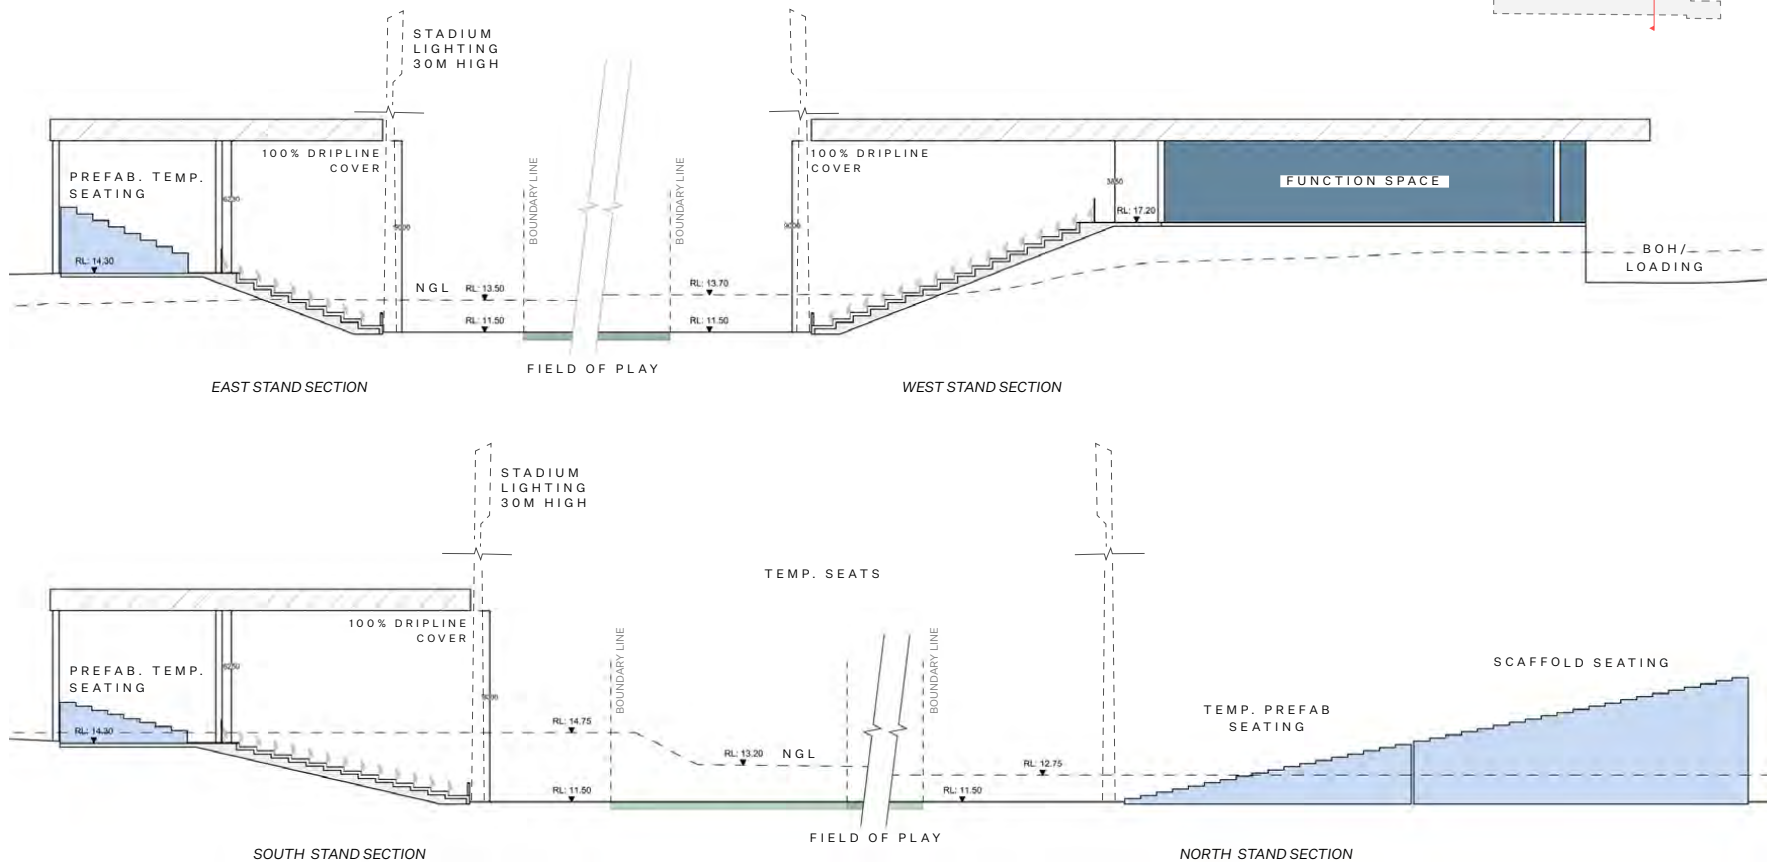 STADIUM
LIGHTING
30M HIGH
100% DRIPLINE
COVER
PREFAB. TEMP.
SEATING
RL: 14.30
NGL
RL: 13.50
RL: 11.50
BOUNDARY LINE
BOUNDARY LINE
RL: 13.70
RL: 11.50
FIELD OF PLAY
100% DRIPLINE
COVER
RL: 17.20
FUNCTION SPACE
BOH/
LOADING
EAST STAND SECTION
WEST STAND SECTION
STADIUM
LIGHTING
30M HIGH
TEMP. SEATS
100% DRIPLINE
COVER
PREFAB. TEMP.
SEATING
RL: 14.30
BOUNDARY LINE
BOUNDARY LINE
RL: 14.75
RL: 13.20
NGL
RL: 11.50
RL: 12.75
RL: 11.50
SCAFFOLD SEATING
TEMP. PREFAB
SEATING
FIELD OF PLAY
SOUTH STAND SECTION
NORTH STAND SECTION